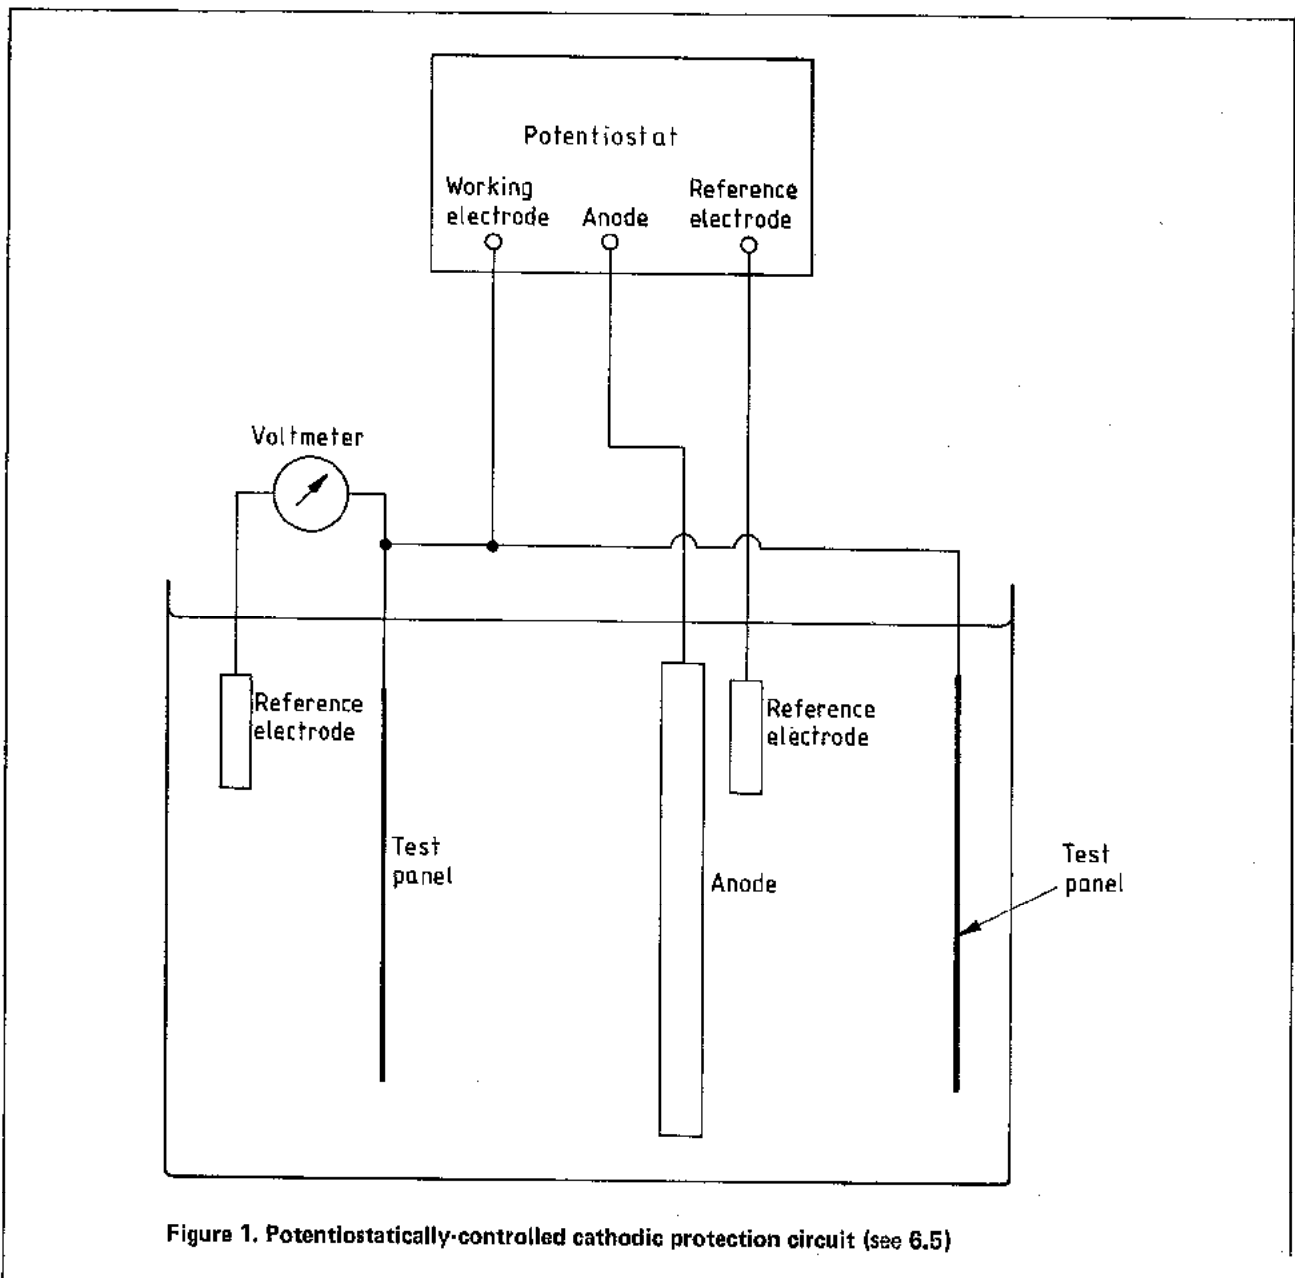 Potentiostat
Working
electrode
Anode
Reference
electrode
Voltmeter
Reference
electrode
Reference
electrode
Test
panel
Anode
Test
panel
Figure 1. Potentiostatically-controlled cathodic protection circuit (see 6.5)